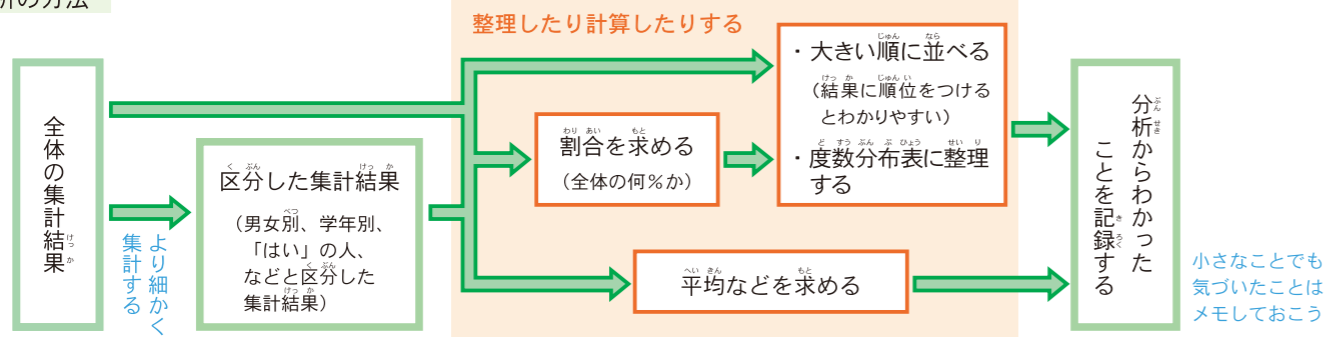 の方法
整理したり計算したりする
全体の集計結果
より細かく
集計する
区分した集計結果
（男女別、学年別、
「はい」の人、
などと区分した
集計結果）
割合を求める
（全体の何％か）
・大きい順に並べる
（結果に順位をつける
とわかりやすい）
・度数分布表に整理
する
平均などを求める
分析からわかった
ことを記録する
小さなことでも
気づいたことは
メモしておこう